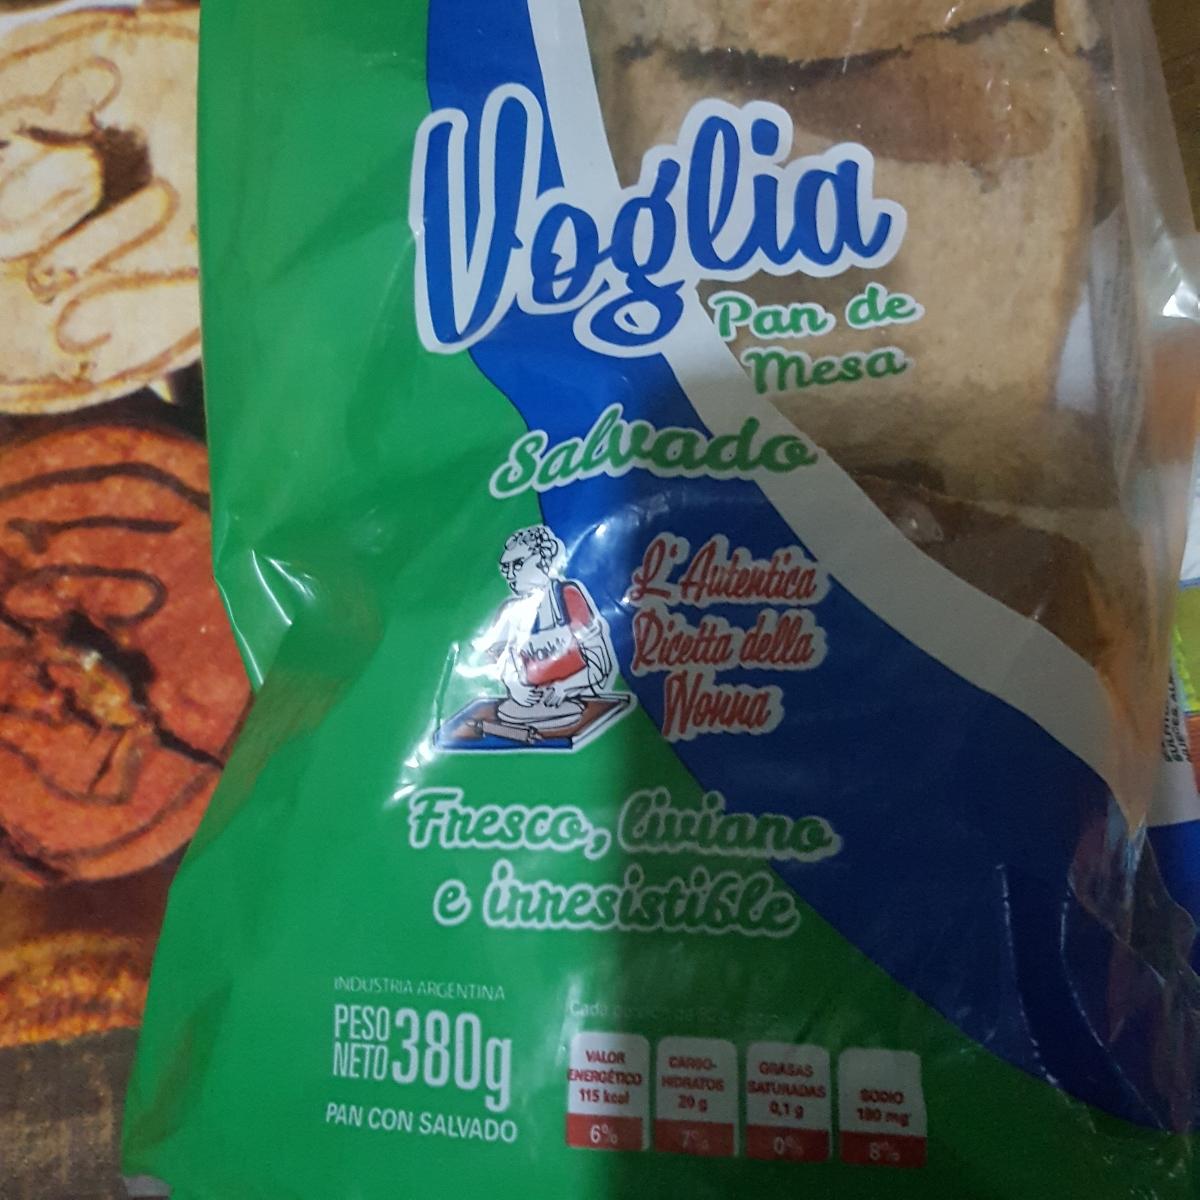 Voglia
Pan de
Mesa
Salvado
L'Autentica
Ricetta della
Nonna
Fresco, liviano
e irresistible
INDUSTRIA ARGENTINA
PESO
NETO 380g
PAN CON SALVADO
Cada
VALOR
ENERGÉTICO
115 kcal
6%
CARBO-
HIDRATOS
20 g
7%
GRASAS
SATURADAS
0,1 g
0%
SODIO
180 mg
8%